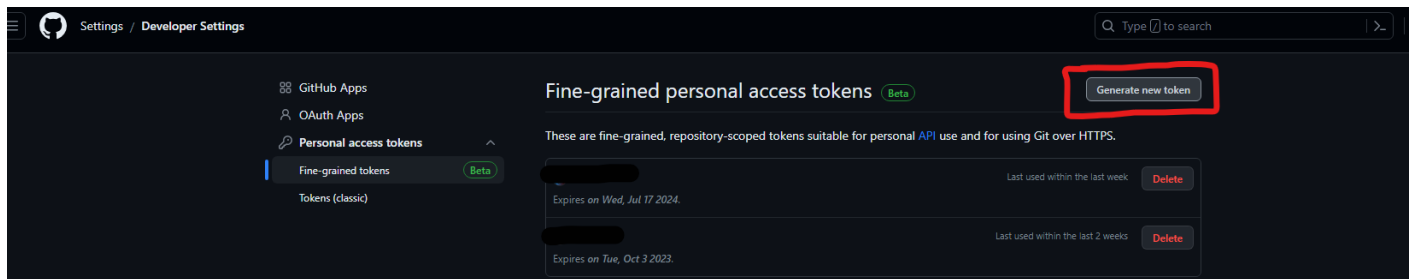 Settings / Developer Settings
Type / to search
GitHub Apps
OAuth Apps
Personal access tokens
Fine-grained tokens Beta
Tokens (classic)
Fine-grained personal access tokens Beta
Generate new token
These are fine-grained, repository-scoped tokens suitable for personal API use and for using Git over HTTPS.
Last used within the last week Delete
Expires on Wed, Jul 17 2024.
Last used within the last 2 weeks Delete
Expires on Tue, Oct 3 2023.